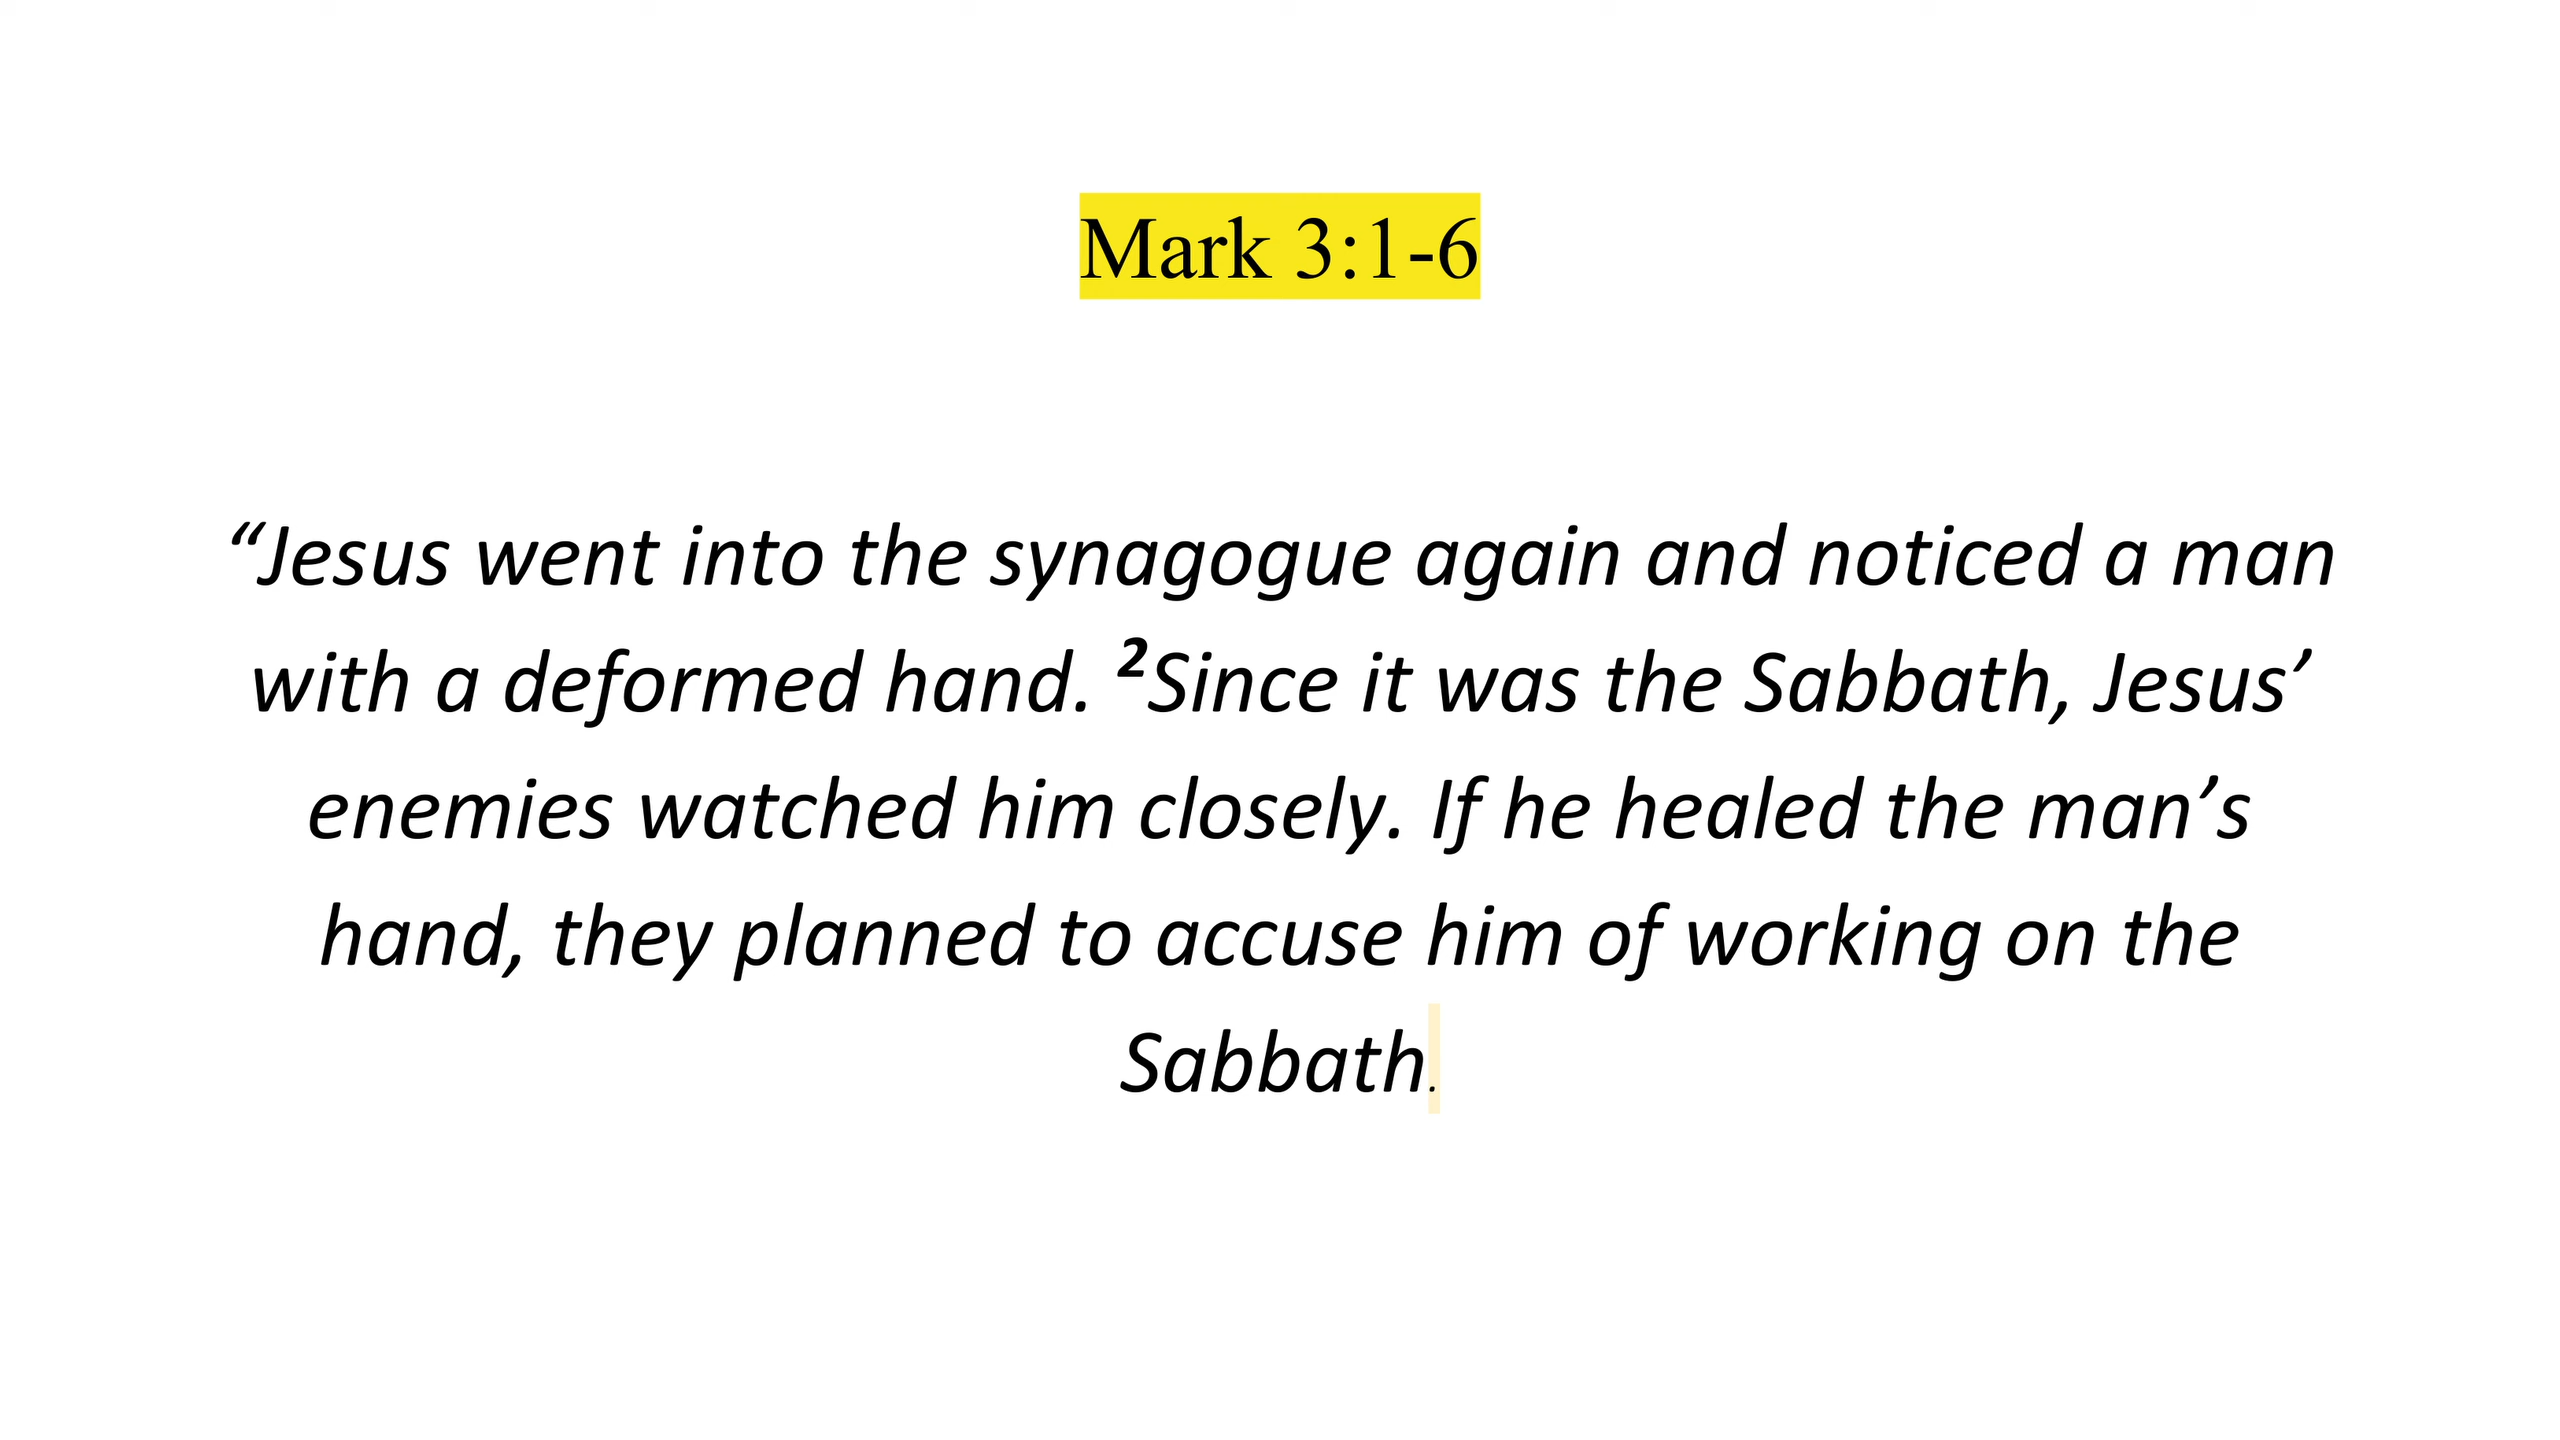 Mark 3:1-6
“Jesus went into the synagogue again and noticed a man
with a deformed hand. ²Since it was the Sabbath, Jesus’
enemies watched him closely. If he healed the man’s
hand, they planned to accuse him of working on the
Sabbath.